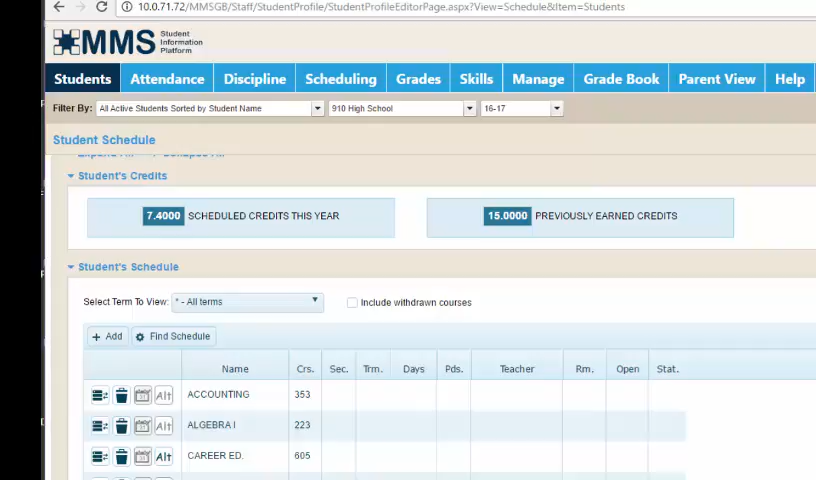 10.0.71.72/MMSGB/Staff/StudentProfile/StudentProfileEditorPage.aspx?View=Schedule&Item=Students
MMS Student Information Platform
Students Attendance Discipline Scheduling Grades Skills Manage Grade Book Parent View Help
Filter By: All Active Students Sorted by Student Name 910 High School 16-17
Student Schedule
Student's Credits
7.4000 SCHEDULED CREDITS THIS YEAR 15.0000 PREVIOUSLY EARNED CREDITS
Student's Schedule
Select Term To View: * - All terms Include withdrawn courses
+ Add Find Schedule
Name Crs. Sec. Trm. Days Pds. Teacher Rm. Open Stat.
Alt ACCOUNTING 353
Alt ALGEBRA I 223
Alt CAREER ED. 605